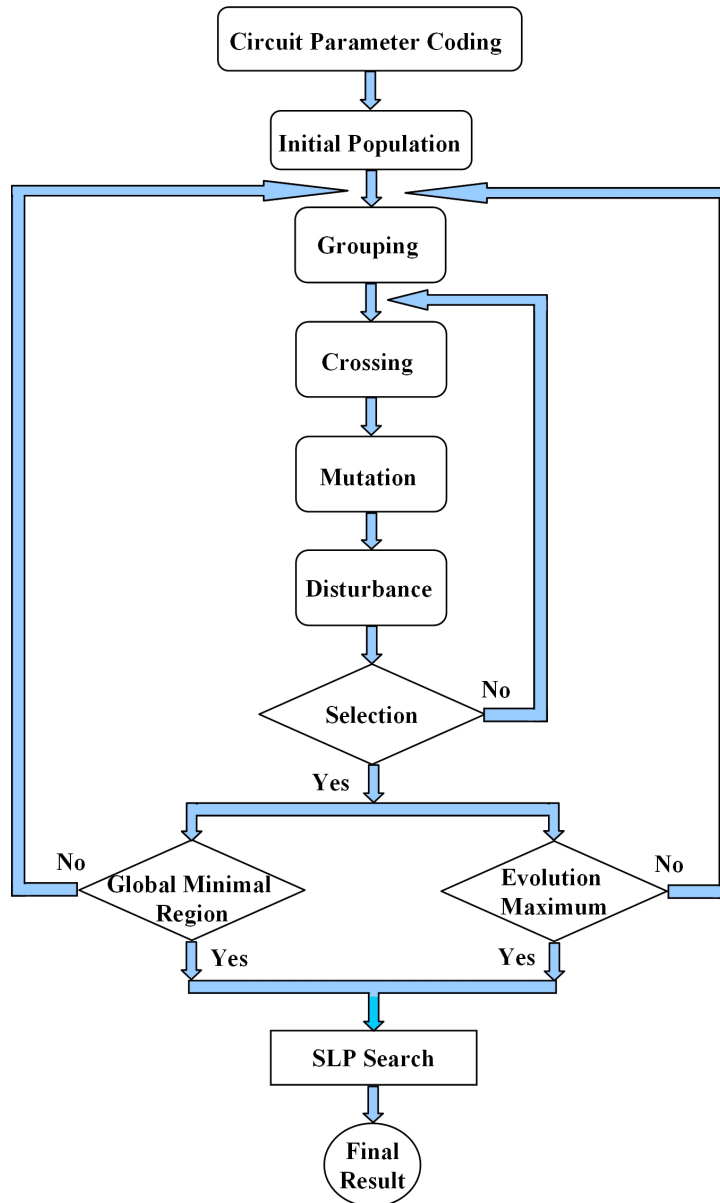 Circuit Parameter Coding
Initial Population
Grouping
Crossing
Mutation
Disturbance
Selection
No
Yes
No
Global Minimal
Region
Evolution
Maximum
No
Yes
Yes
SLP Search
Final
Result